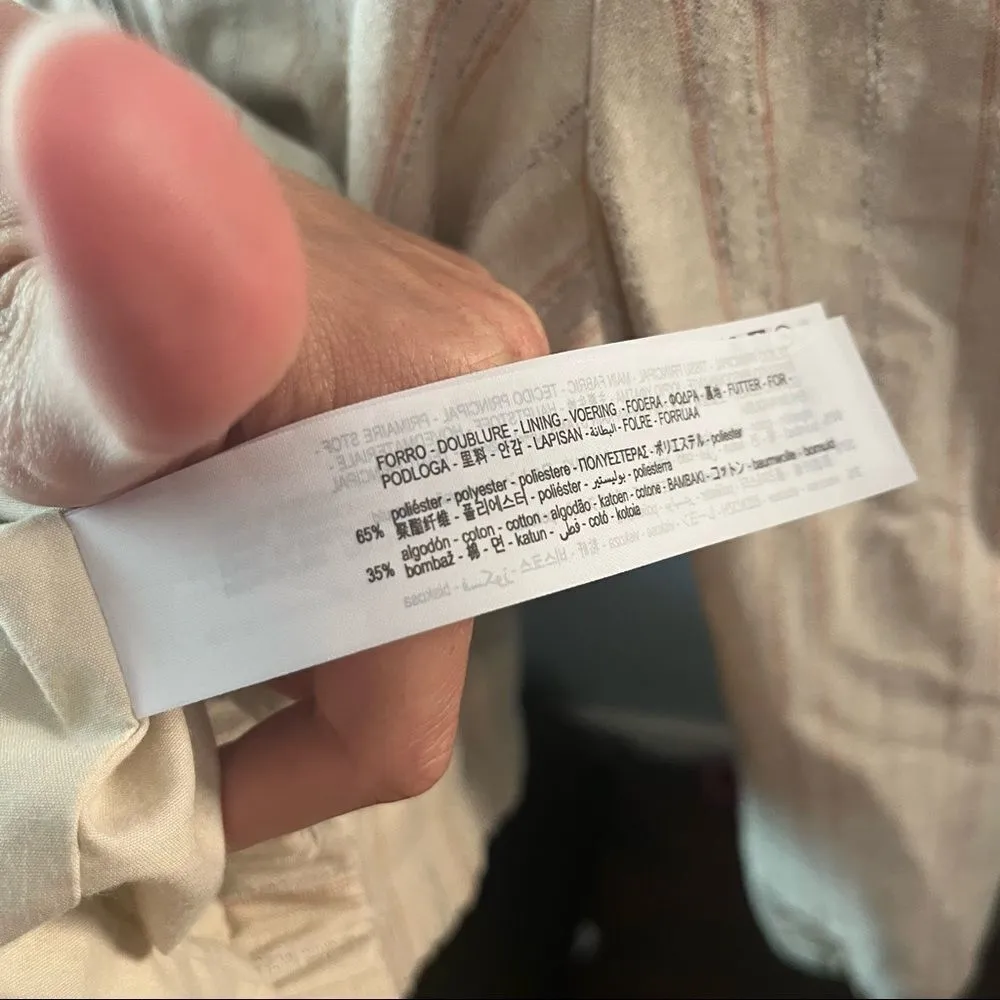 FORRO - DOUBLURE - LINING - VOERING - FODERA - ΦΟΔΡΑ - 裏地 - FUTTER - FOR -
PODLOGA - 里料 - 안감 - LAPISAN - البطانة - FOLRE - FORRUAA
65% poliéster - polyester - poliestere - ΠΟΛΥΕΣΤΕΡΑΣ - ポリエステル - polyester
聚酯纤维 - 폴리에스터 - poliéster - بوليستير - poliesterra
35% algodón - coton - cotton - algodão - katoen - cotone - BAMBAKI - コットン - baumwolle - bomuld
bombaž - 棉 - 면 - katun - قطن - cotó - kotoia